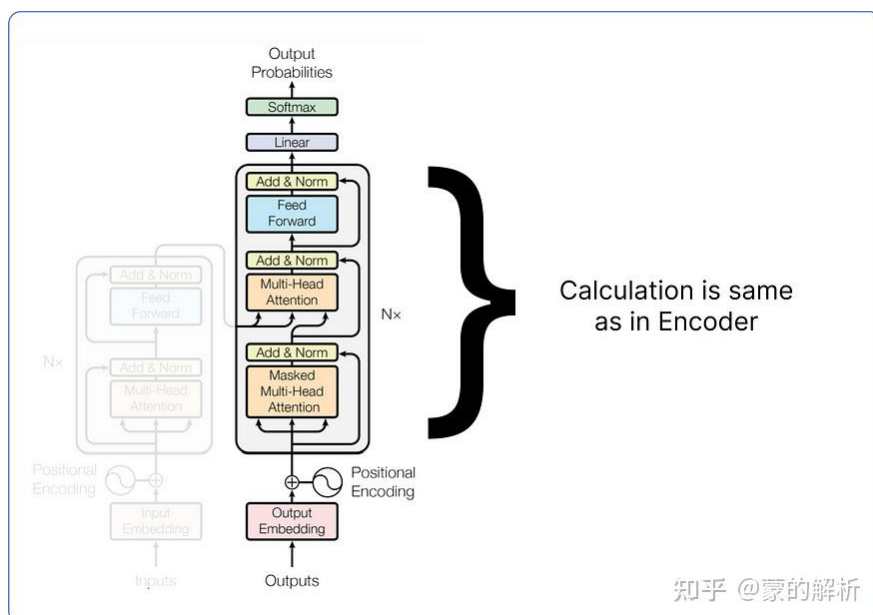 Output
Probabilities
Softmax
Linear
Add & Norm
Feed
Forward
Add & Norm
Multi-Head
Attention
Nx
Add & Norm
Masked
Multi-Head
Attention
Positional
Encoding
Output
Embedding
Outputs
Add & Norm
Feed
Forward
Nx
Add & Norm
Multi-Head
Attention
Positional
Encoding
Input
Embedding
Inputs
Calculation is same
as in Encoder
知乎 @蒙的解析